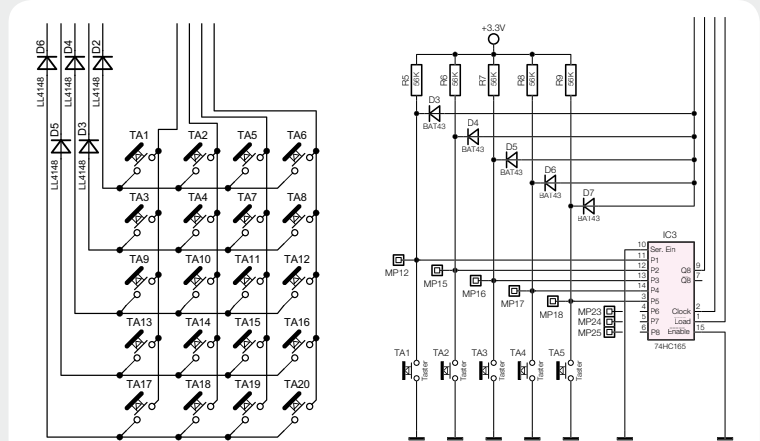 D6
D4
D2
LL4148
LL4148
LL4148
D5
D3
LL4148
LL4148
TA1
TA2
TA5
TA6
TA3
TA4
TA7
TA8
TA9
TA10
TA11
TA12
TA13
TA14
TA15
TA16
TA17
TA18
TA19
TA20
+3.3V
R5
R6
R7
R8
R9
56K
56K
56K
56K
56K
D3
BAT43
D4
BAT43
D5
BAT43
D6
BAT43
D7
BAT43
IC3
10 Ser. Ein
11 P1
12 P2
13 P3
14 P4
3 P5
4 P6
5 P7
6 P8
Q8 9
Q8 7
Clock 2
Load 1
Enable 15
74HC165
MP12
MP15
MP16
MP17
MP18
MP23
MP24
MP25
TA1
TA2
TA3
TA4
TA5
Taster
Taster
Taster
Taster
Taster